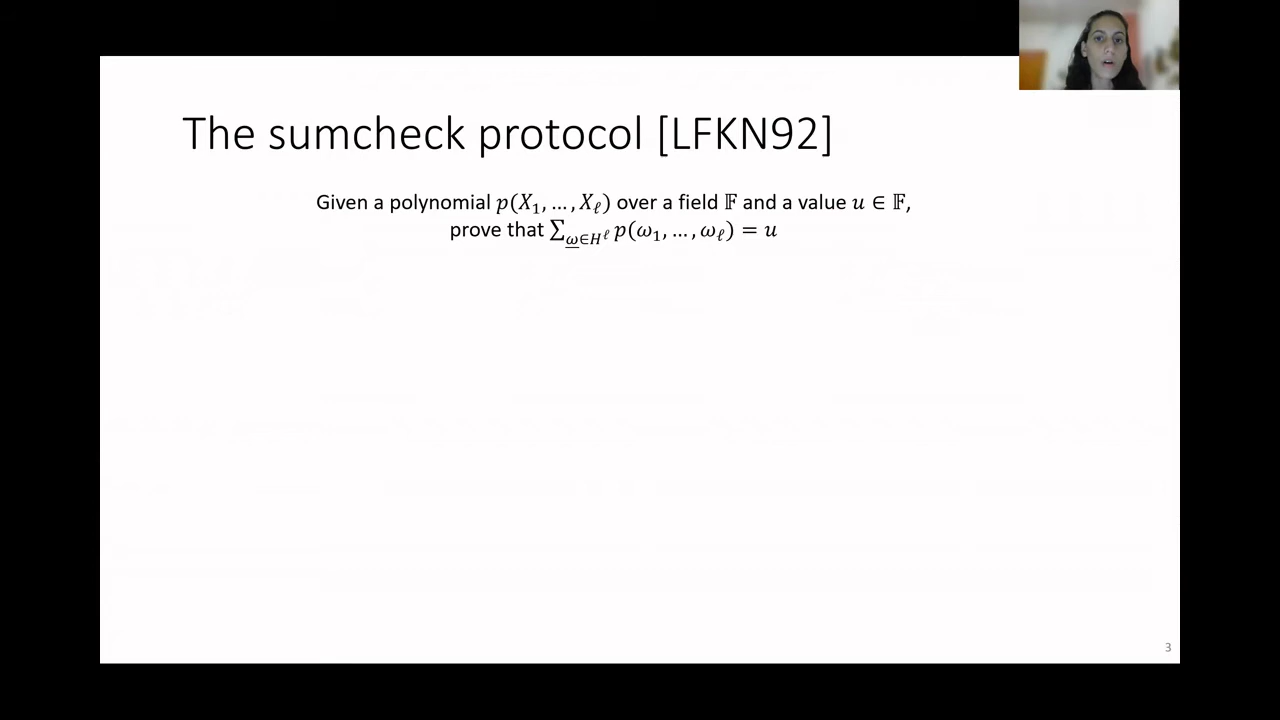 The sumcheck protocol [LFKN92]
Given a polynomial p(X₁, …, X_ℓ) over a field 𝔽 and a value u ∈ 𝔽,
prove that ∑_{ω∈H^ℓ} p(ω₁, …, ω_ℓ) = u
3